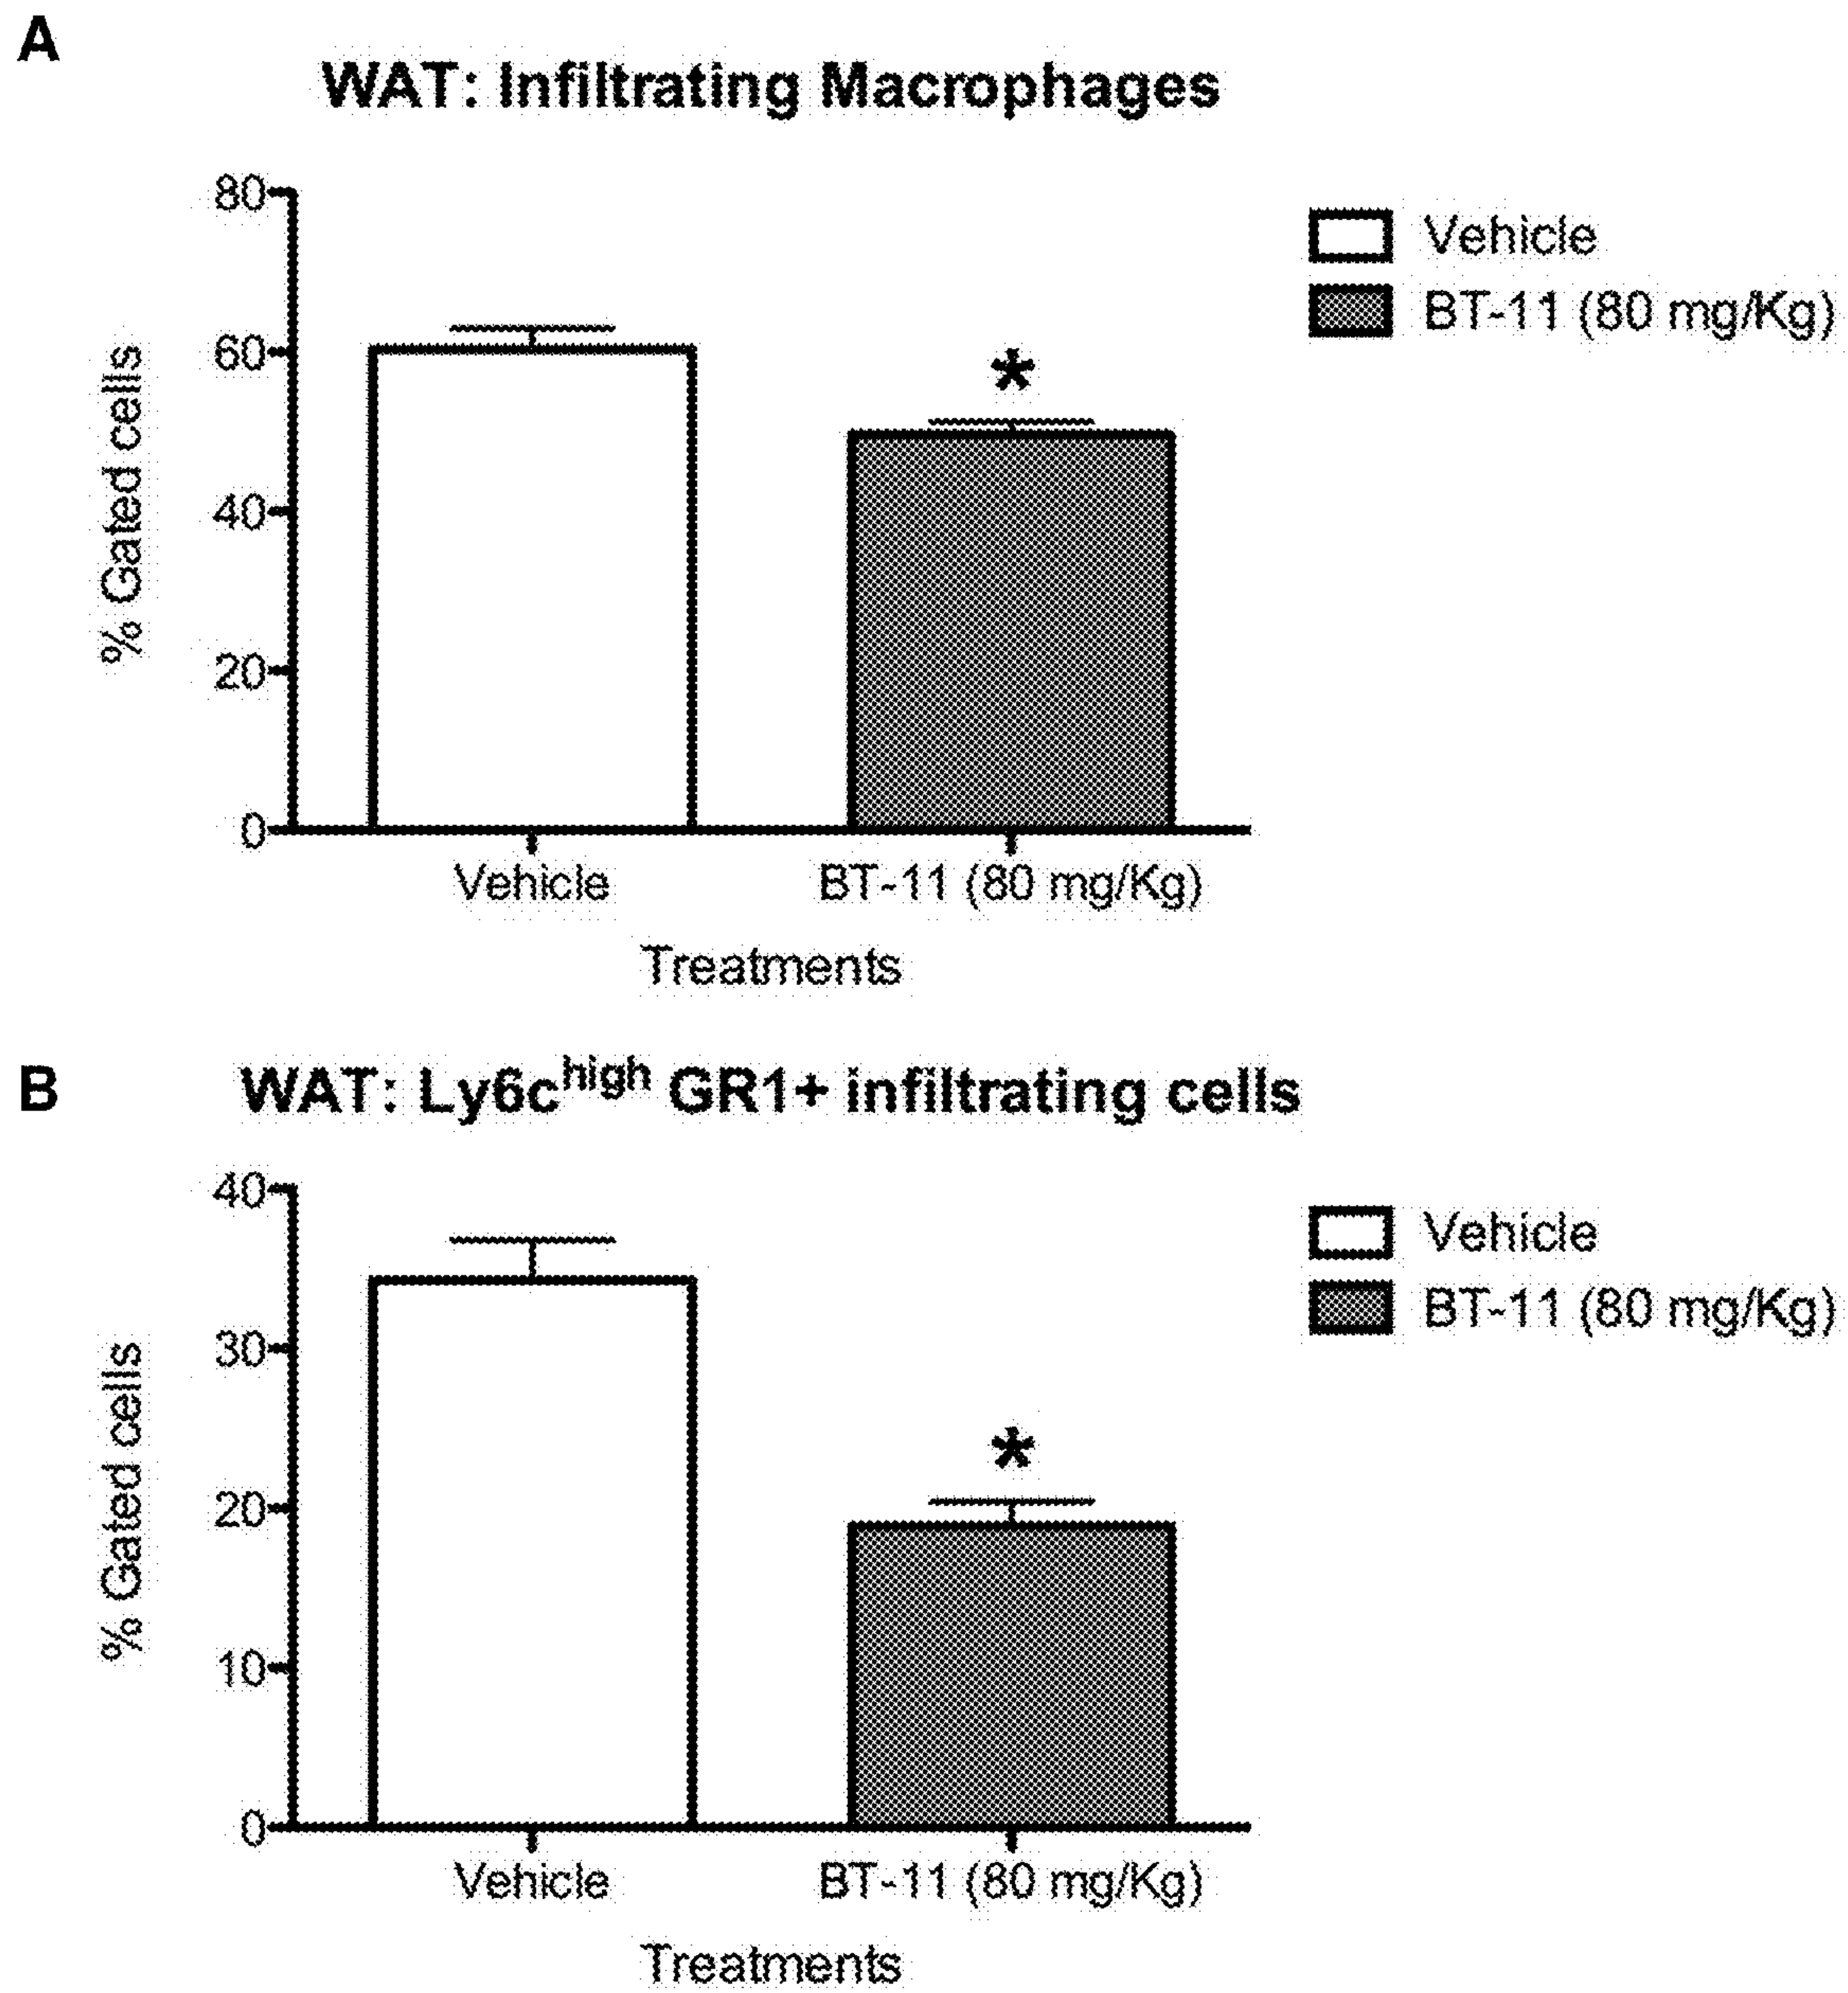 A
WAT: Infiltrating Macrophages
80
60
40
20
0
% Gated cells
*
Vehicle
BT-11 (80 mg/Kg)
Vehicle
BT-11 (80 mg/Kg)
Treatments
B
WAT: Ly6c^high GR1+ infiltrating cells
40
30
20
10
0
% Gated cells
*
Vehicle
BT-11 (80 mg/Kg)
Vehicle
BT-11 (80 mg/Kg)
Treatments